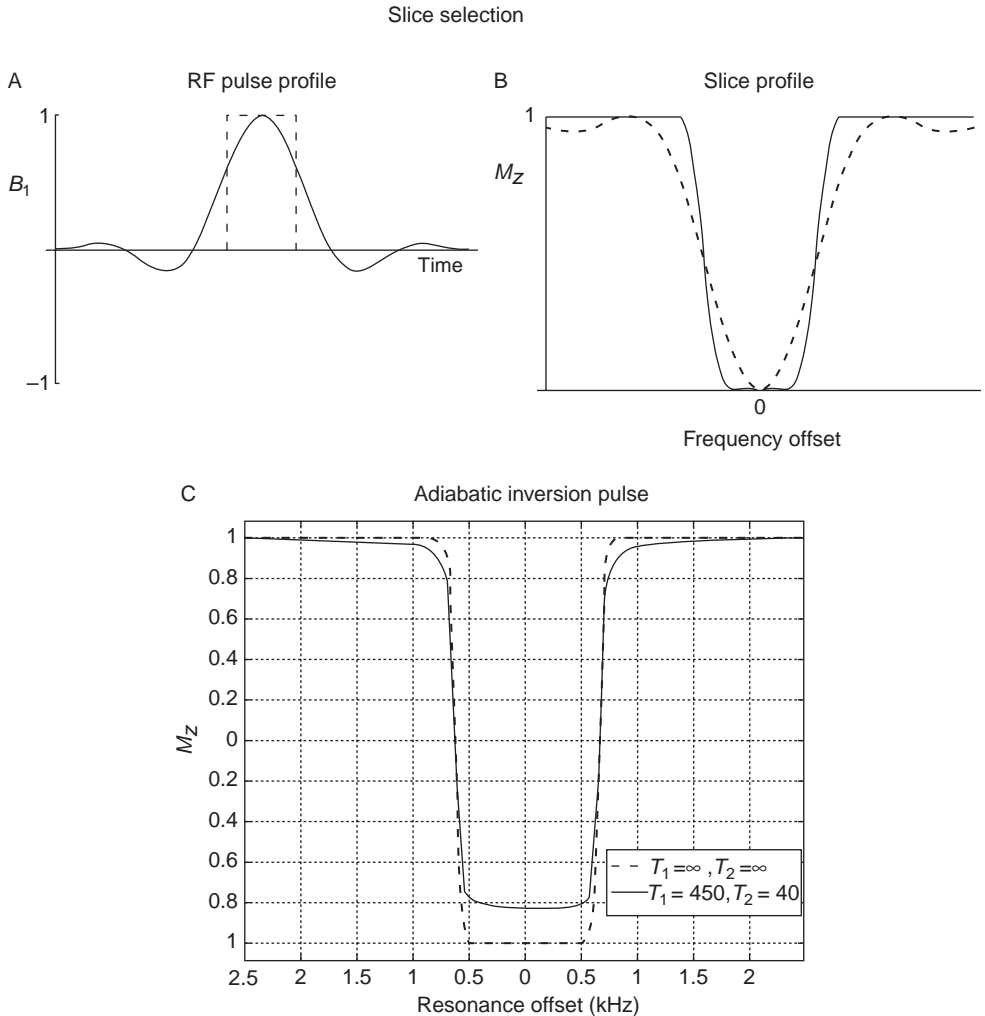 Slice selection
A
RF pulse profile
1
B1
Time
–1
B
Slice profile
1
MZ
0
Frequency offset
C
Adiabatic inversion pulse
1
0.8
0.6
0.4
0.2
0
0.2
0.4
0.6
0.8
1
MZ
T1 =∞ ,T2 = ∞
T1 = 450, T2 = 40
2.5 2 1.5 1 0.5 0 0.5 1 1.5 2
Resonance offset (kHz)